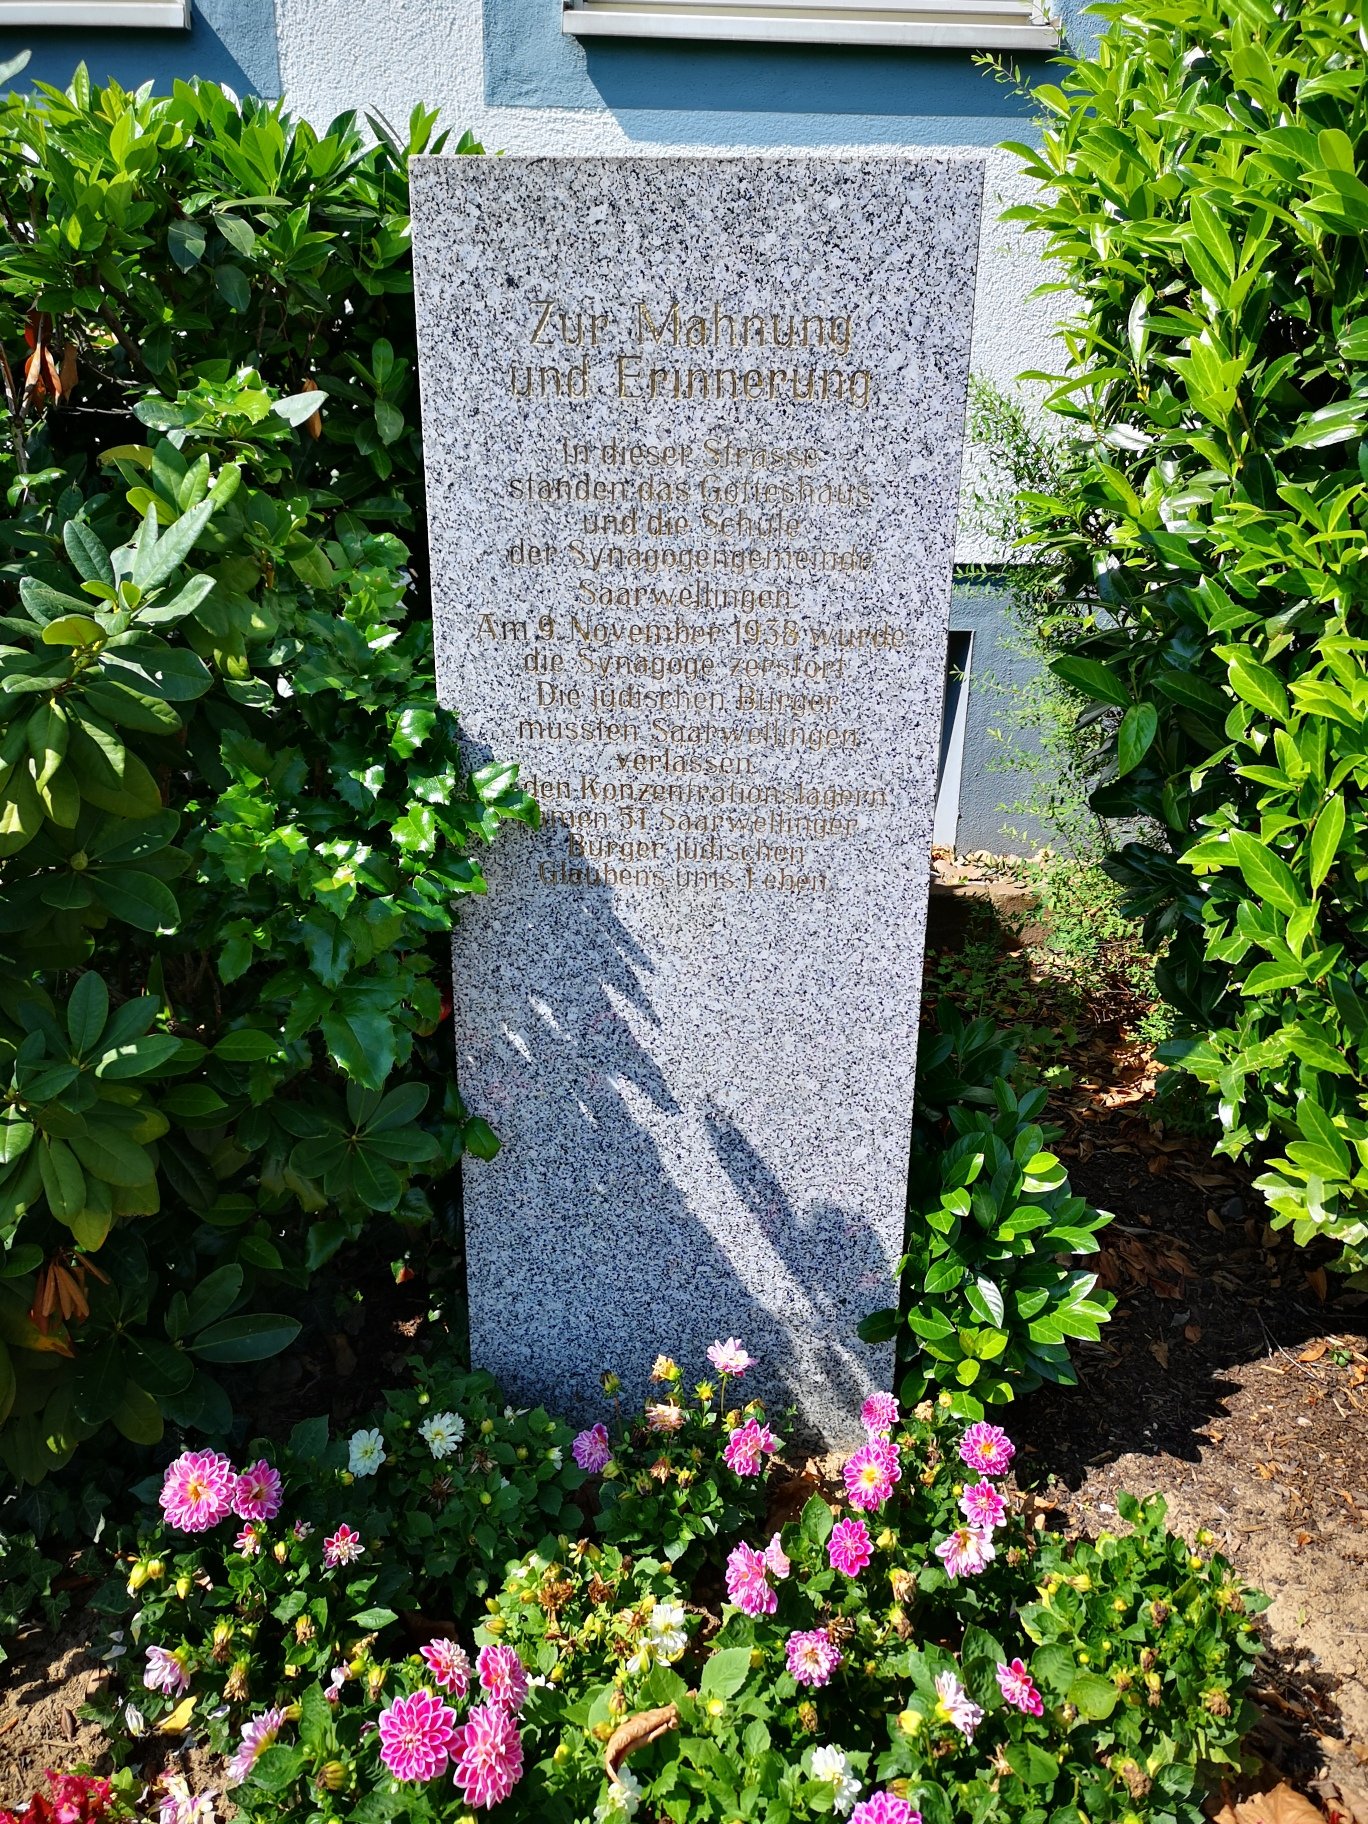 Zur Mahnung
und Erinnerung
In dieser Strasse
standen das Gotteshaus
und die Schule
der Synagogengemeinde
Saarwellingen.
Am 9. November 1938 wurde
die Synagoge zerstört.
Die jüdischen Bürger
mussten Saarwellingen
verlassen.
den Konzentrationslagern
men 51 Saarwellinger
Bürger jüdischen
Glaubens ums Leben.